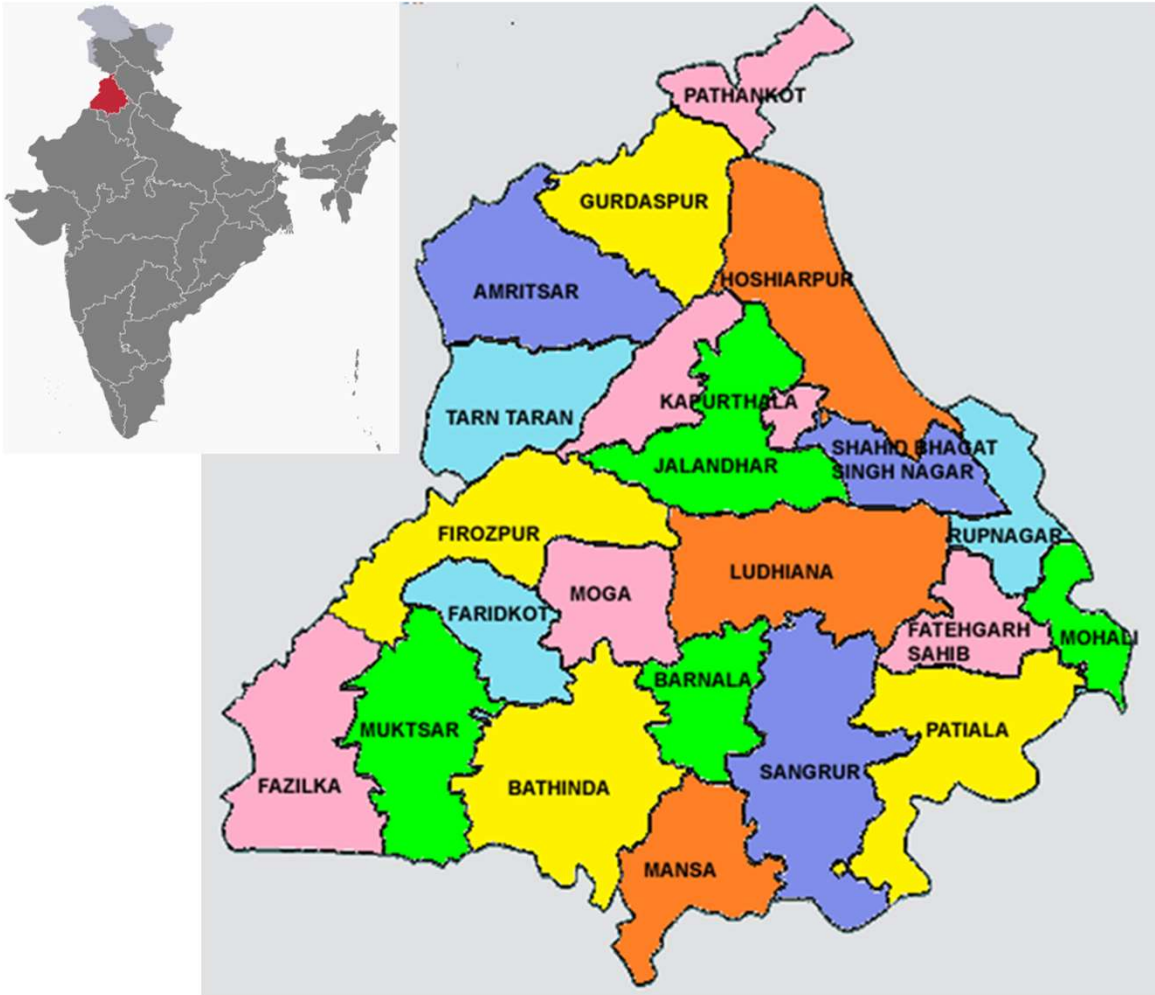 PATHANKOT
GURDASPUR
HOSHIARPUR
AMRITSAR
TARN TARAN
KAPURTHALA
SHAHID BHAGAT
SINGH NAGAR
JALANDHAR
FIROZPUR
RUPNAGAR
LUDHIANA
MOGA
FARIDKOT
FATEHGARH
SAHIB
MOHALI
BARNALA
MUKTSAR
PATIALA
SANGRUR
FAZILKA
BATHINDA
MANSA